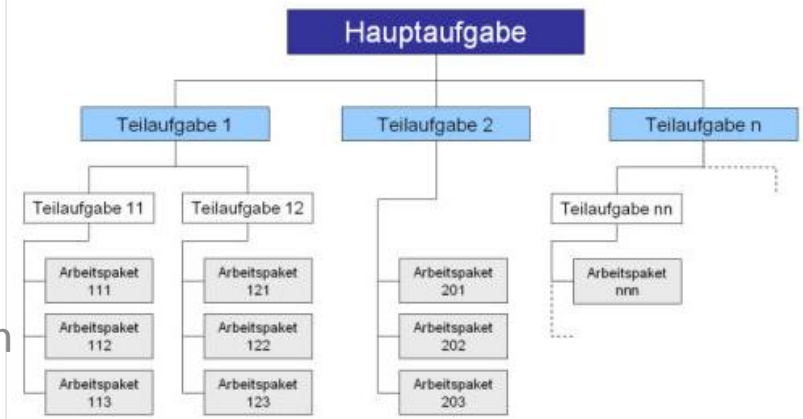 Hauptaufgabe
Teilaufgabe 1
Teilaufgabe 2
Teilaufgabe n
Teilaufgabe 11
Teilaufgabe 12
Teilaufgabe nn
Arbeitspaket
111
Arbeitspaket
121
Arbeitspaket
201
Arbeitspaket
nnn
Arbeitspaket
112
Arbeitspaket
122
Arbeitspaket
202
Arbeitspaket
113
Arbeitspaket
123
Arbeitspaket
203